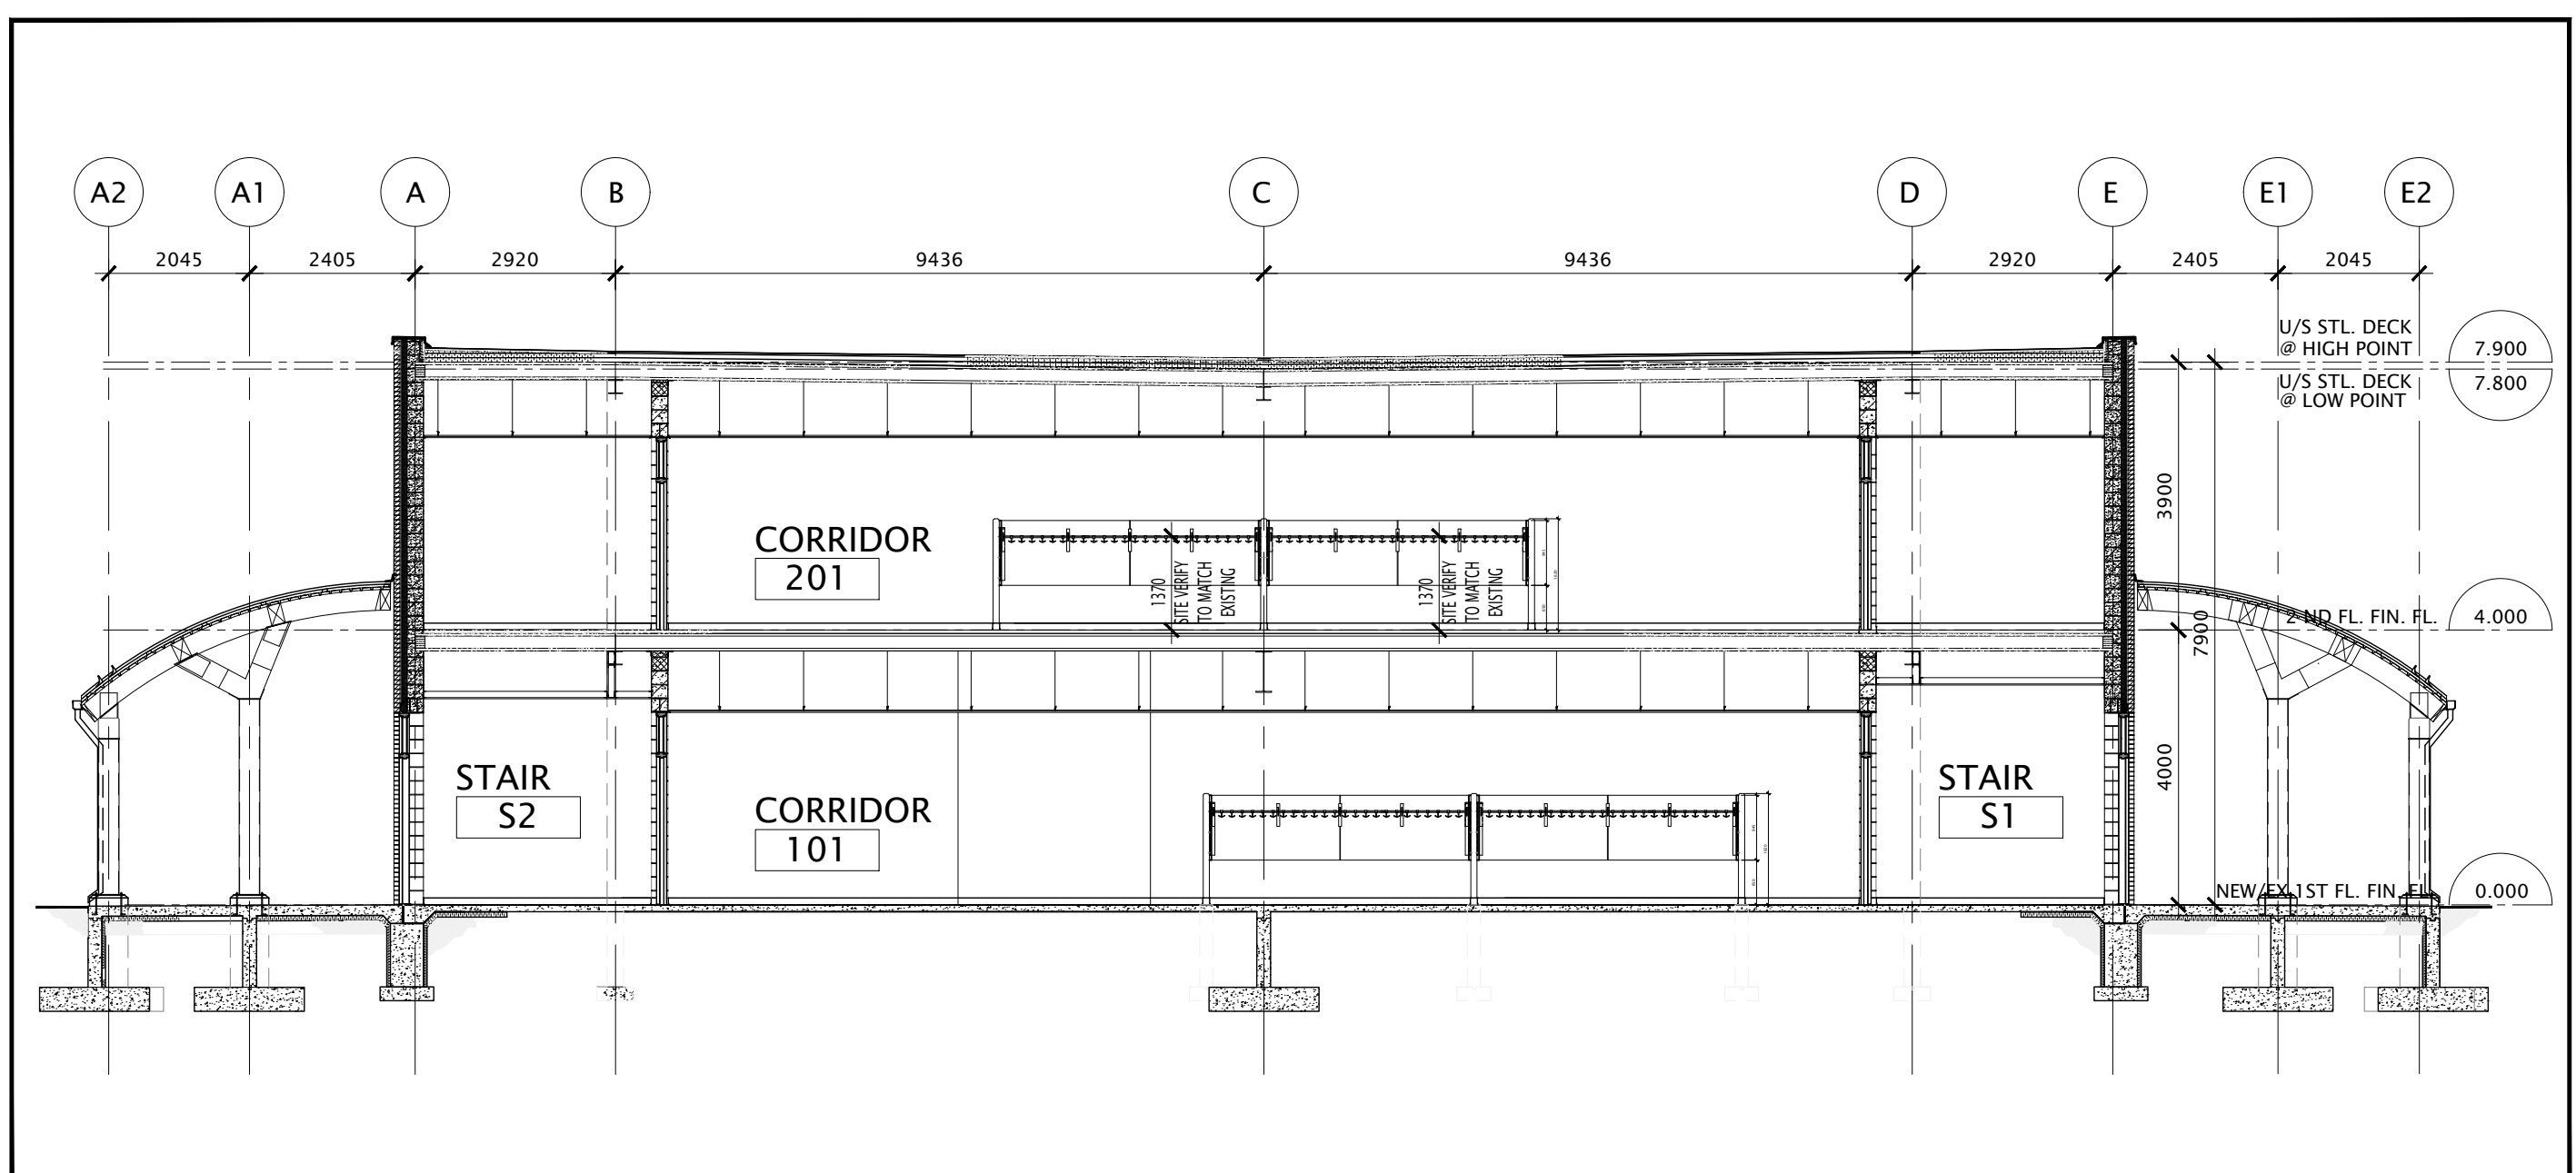 A2 A1 A B C D E E1 E2
2045 2405 2920 9436 9436 2920 2405 2045
U/S STL. DECK
@ HIGH POINT
7.900
U/S STL. DECK
@ LOW POINT
7.800
3900
CORRIDOR
201
1370
SITE VERIFY
TO MATCH
EXISTING
1370
SITE VERIFY
TO MATCH
EXISTING
2 ND FL. FIN. FL.
4.000
7900
4000
STAIR
S2
CORRIDOR
101
STAIR
S1
NEW/EX 1ST FL. FIN. FL.
0.000